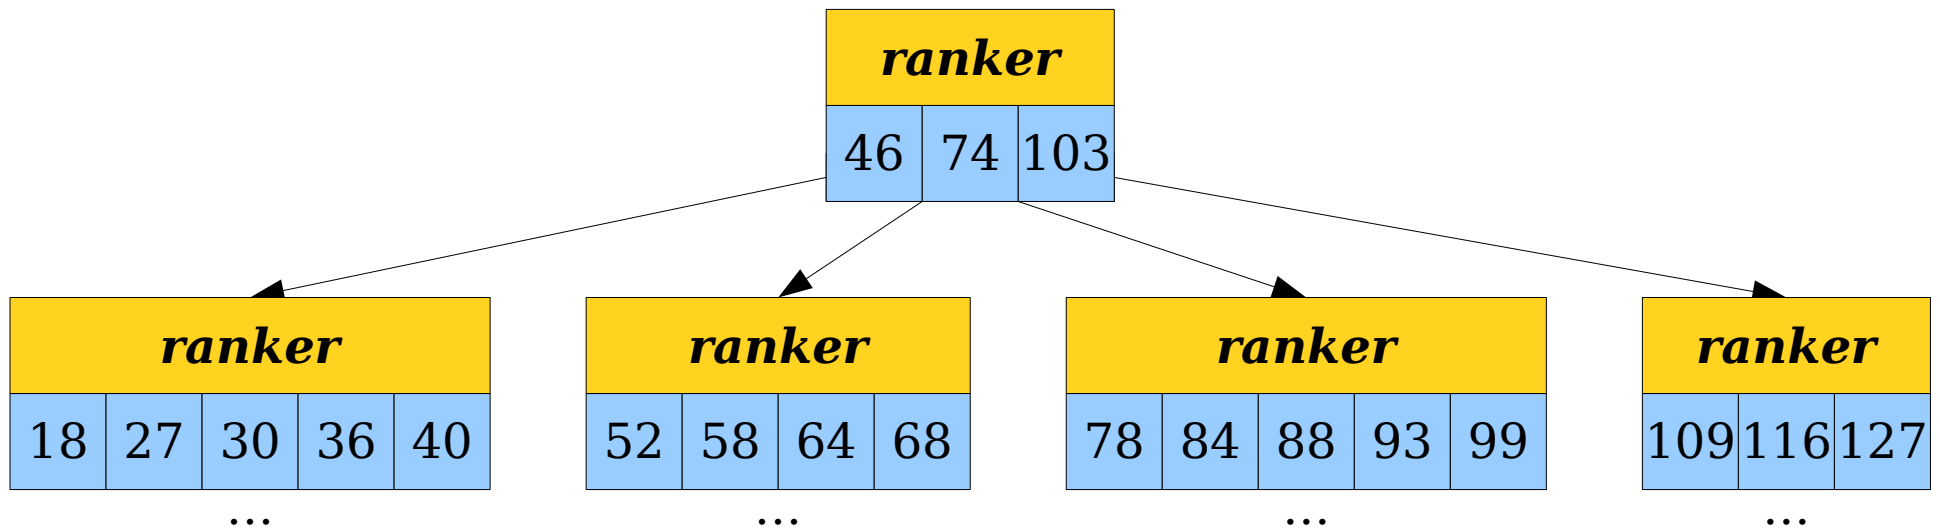 ranker
46 74 103
ranker ranker ranker ranker
18 27 30 36 40 52 58 64 68 78 84 88 93 99 109 116 127
... ... ... ...